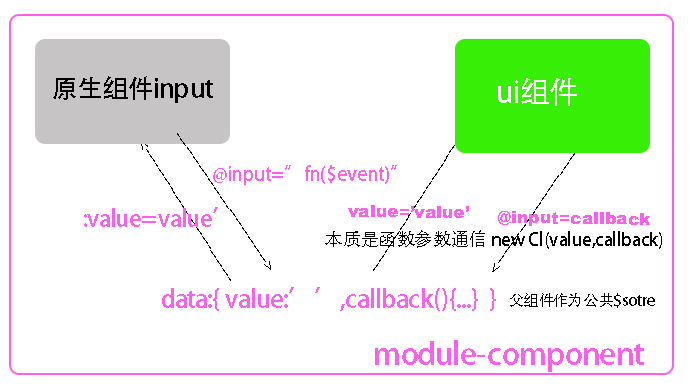 原生组件input
ui组件
@input=”fn($event)“
:value=value’
value=’value’
@input=callback
本质是函数参数通信 new Cl(value,callback)
data:{ value:’ ’ ,callback(){...} }
父组件作为公共$sotre
module-component